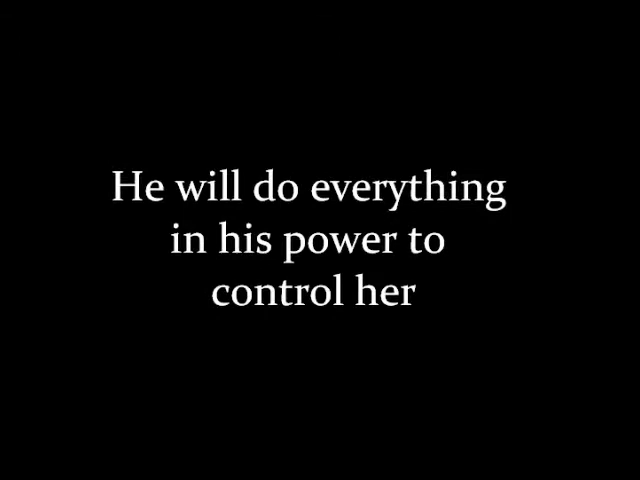 He will do everything
in his power to
control her